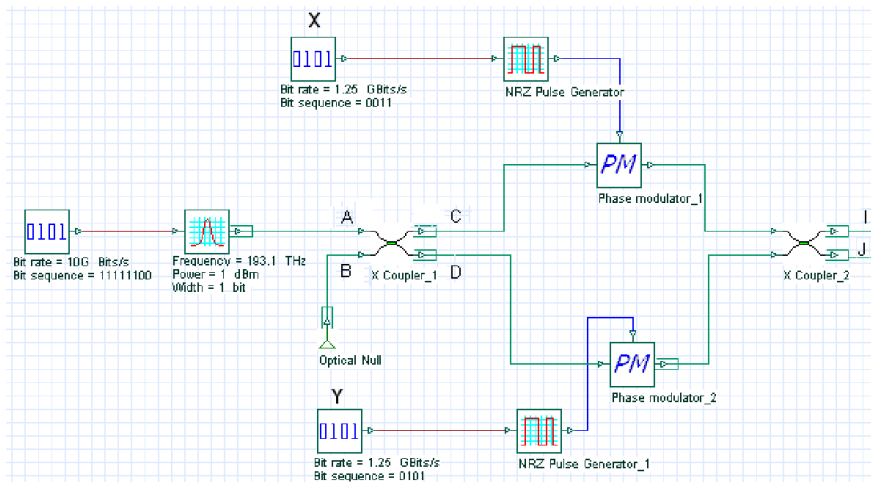 X
0101
Bit rate = 1.25 GBits/s
Bit sequence = 0011
NRZ Pulse Generator
PM
Phase modulator_1
0101
Bit rate = 10G Bits/s
Bit sequence = 11111100
Frequency = 193.1 THz
Power = 1 dBm
Width = 1 bit
A
B
C
D
X Coupler_1
I
J
X Coupler_2
Optical Null
PM
Phase modulator_2
Y
0101
Bit rate = 1.25 GBits/s
Bit sequence = 0101
NRZ Pulse Generator_1